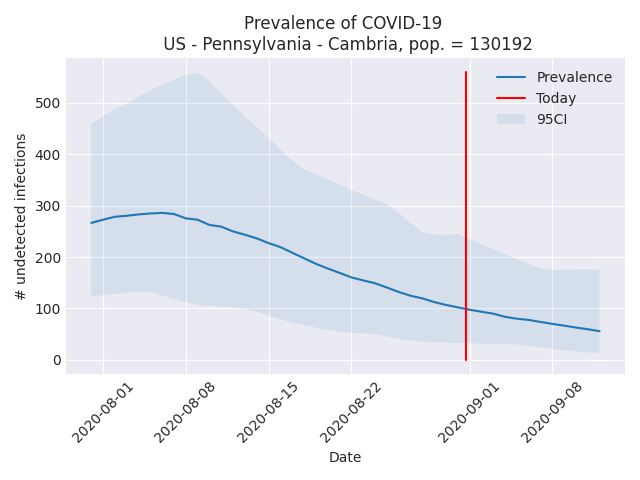 Prevalence of COVID-19
US - Pennsylvania - Cambria, pop. = 130192
Prevalence
Today
95CI
# undetected infections
500
400
300
200
100
0
2020-08-01
2020-08-08
2020-08-15
2020-08-22
2020-09-01
2020-09-08
Date